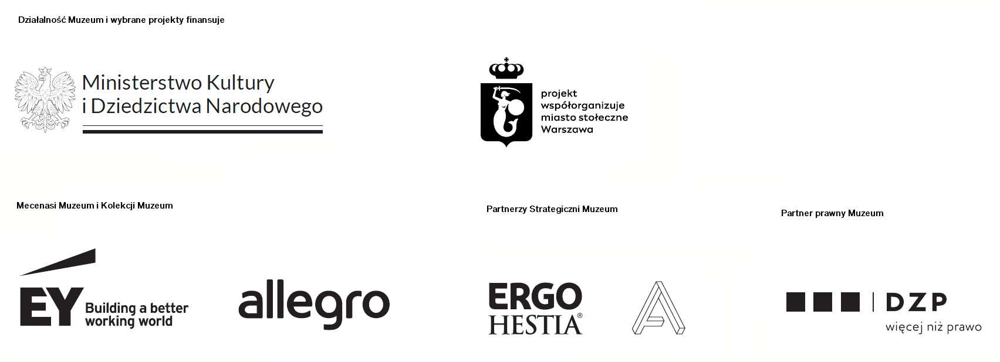 Działalność Muzeum i wybrane projekty finansuje
Ministerstwo Kultury
i Dziedzictwa Narodowego
projekt
współorganizuje
miasto stołeczne
Warszawa
Mecenasi Muzeum i Kolekcji Muzeum
EY Building a better
working world
allegro
Partnerzy Strategiczni Muzeum
ERGO
HESTIA®
A
Partner prawny Muzeum
DZP
więcej niż prawo